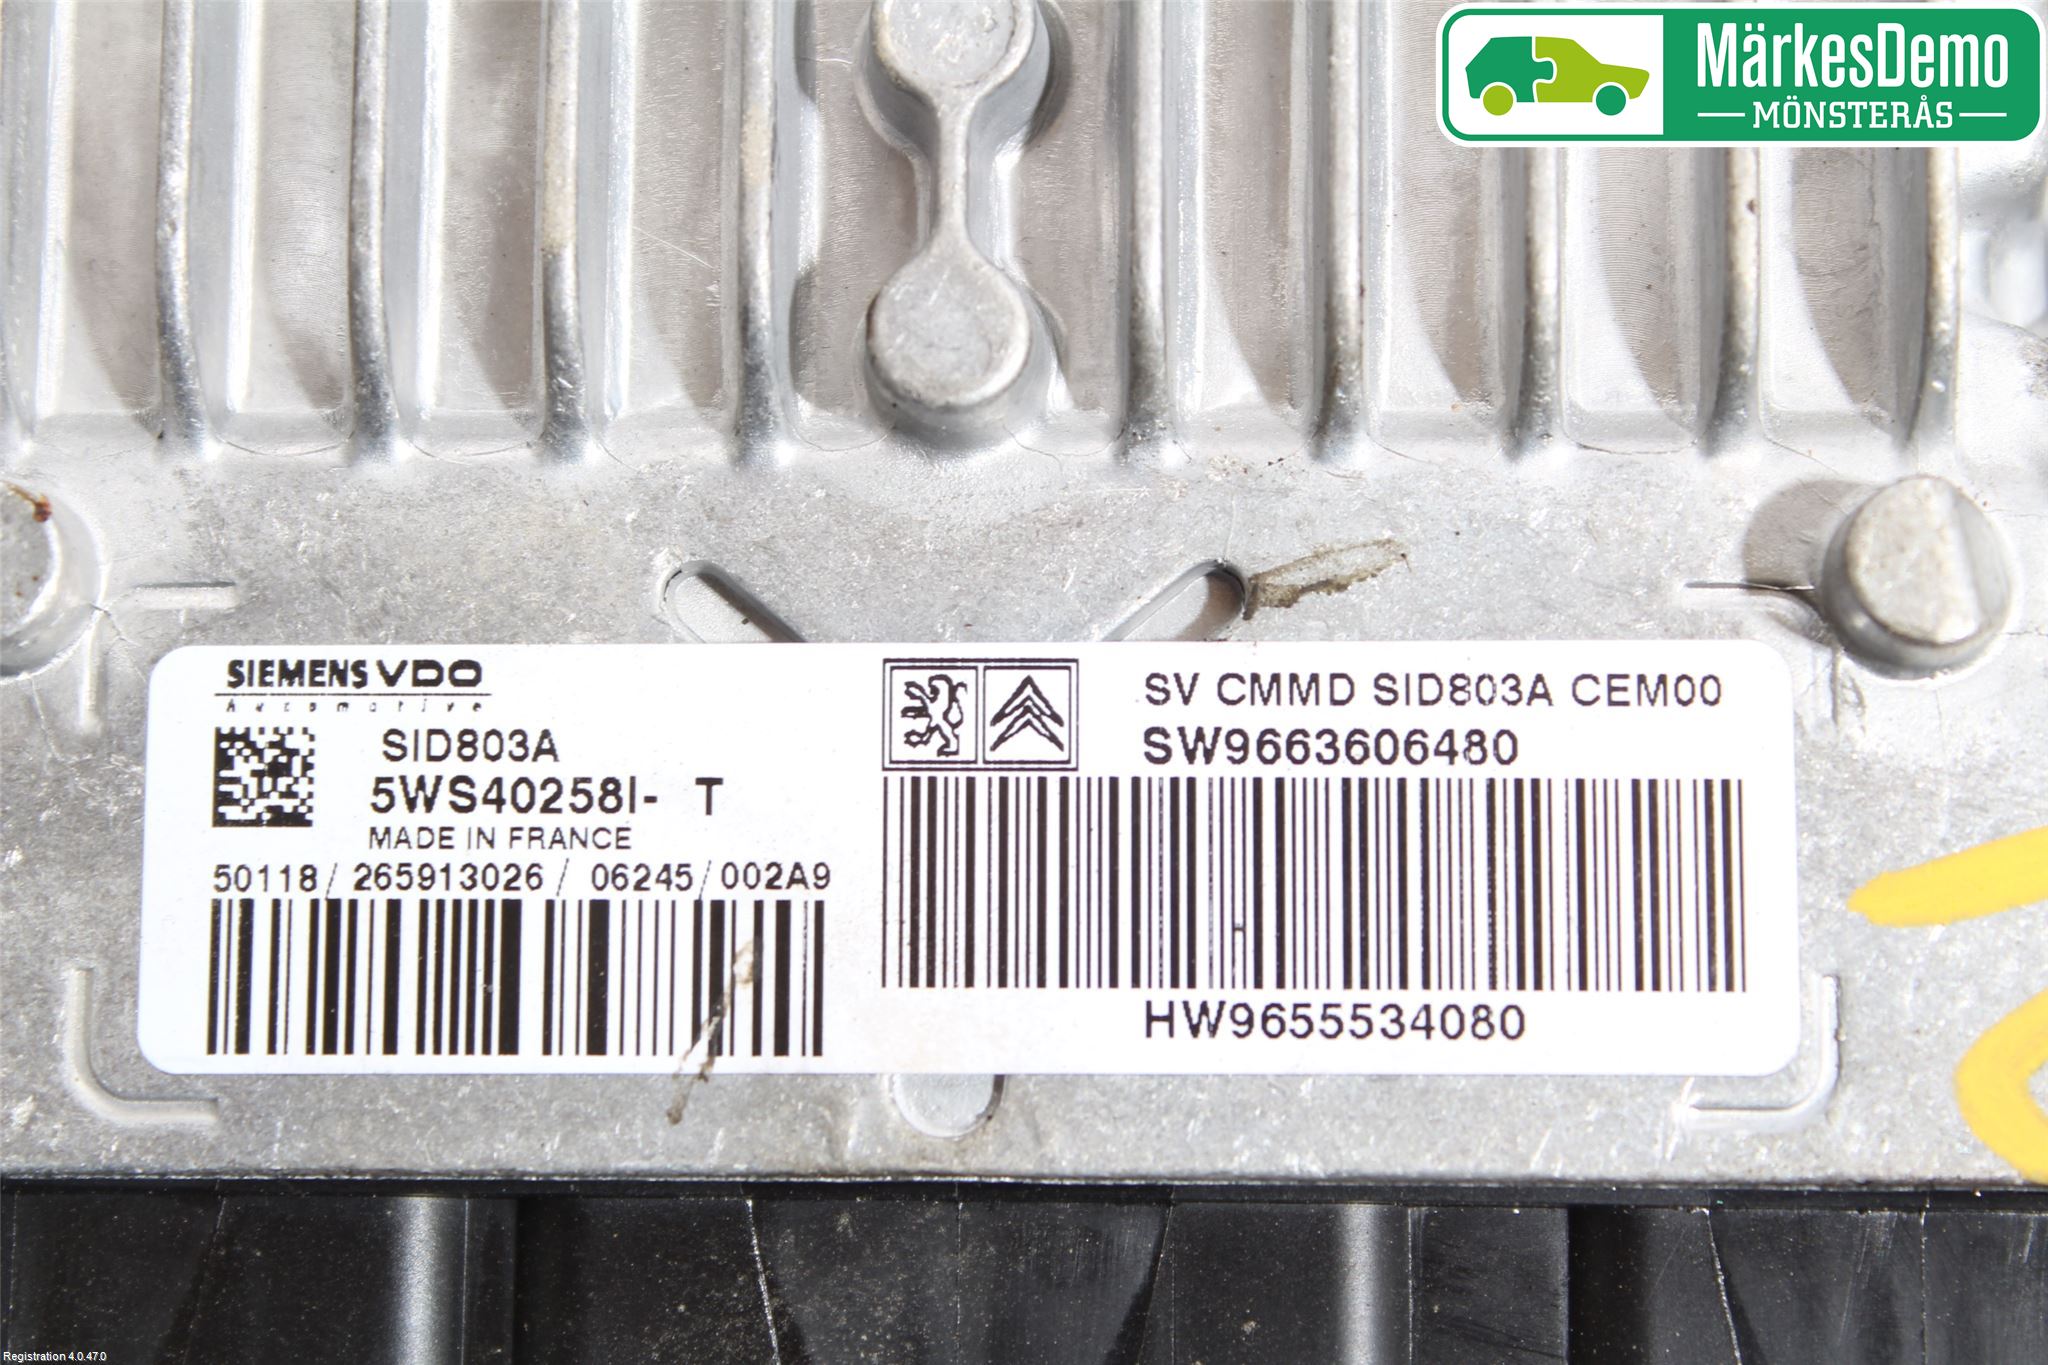 MärkesDemo
MÖNSTERÅS
SIEMENS VDO
Automotive
SID803A
5WS40258I- T
MADE IN FRANCE
50118 / 265913026 / 06245 / 002A9
SV CMMD SID803A CEM00
SW9663606480
HW9655534080
Registration 4.0.47.0